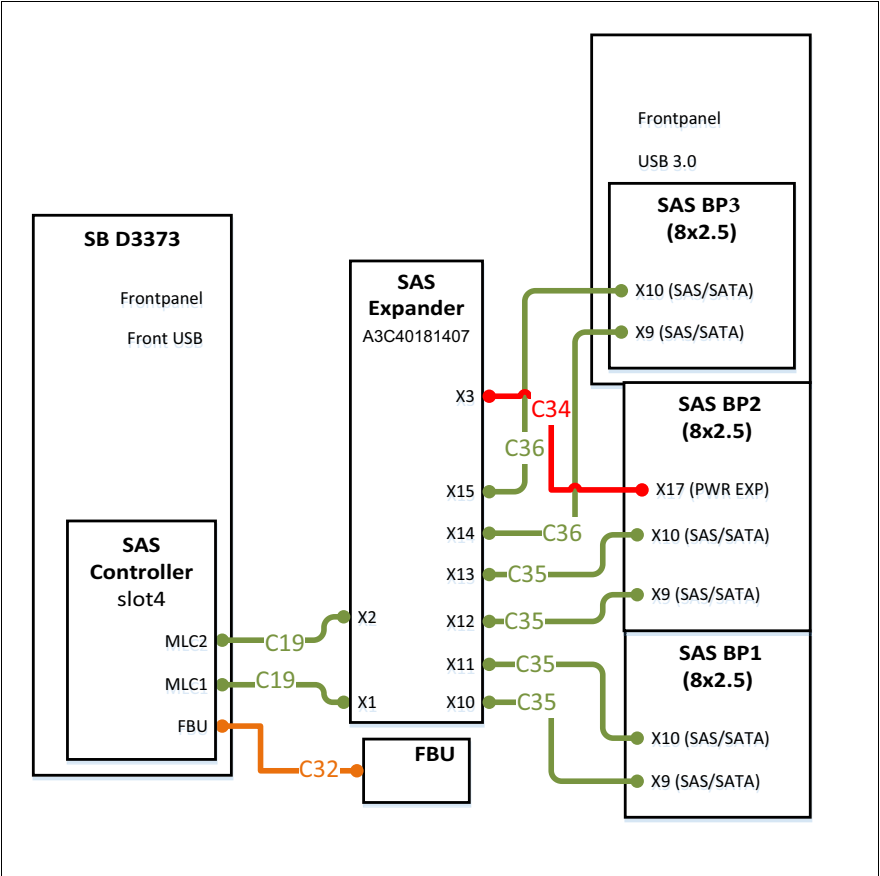 Frontpanel
USB 3.0
SAS BP3
(8x2.5)
X10 (SAS/SATA)
X9 (SAS/SATA)
SB D3373
Frontpanel
Front USB
SAS
Controller
slot4
MLC2
MLC1
FBU
C19
C19
C32
SAS
Expander
A3C40181407
X3
X15
X14
X13
X12
X11
X10
X2
X1
FBU
C34
C36
C36
C35
C35
C35
C35
SAS BP2
(8x2.5)
X17 (PWR EXP)
X10 (SAS/SATA)
X9 (SAS/SATA)
SAS BP1
(8x2.5)
X10 (SAS/SATA)
X9 (SAS/SATA)